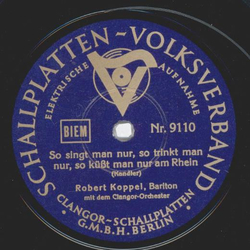 SCHALLPLATTEN-VOLKSVERBAND
ELEKTRISCHE AUFNAHME
BIEM
Nr. 9110
So singt man nur, so trinkt man
nur, so küßt man nur am Rhein
(Handler)
Robert Koppel, Bariton
mit dem Clangor-Orchester
CLANGOR-SCHALLPLATTEN
G.M.B.H. BERLIN